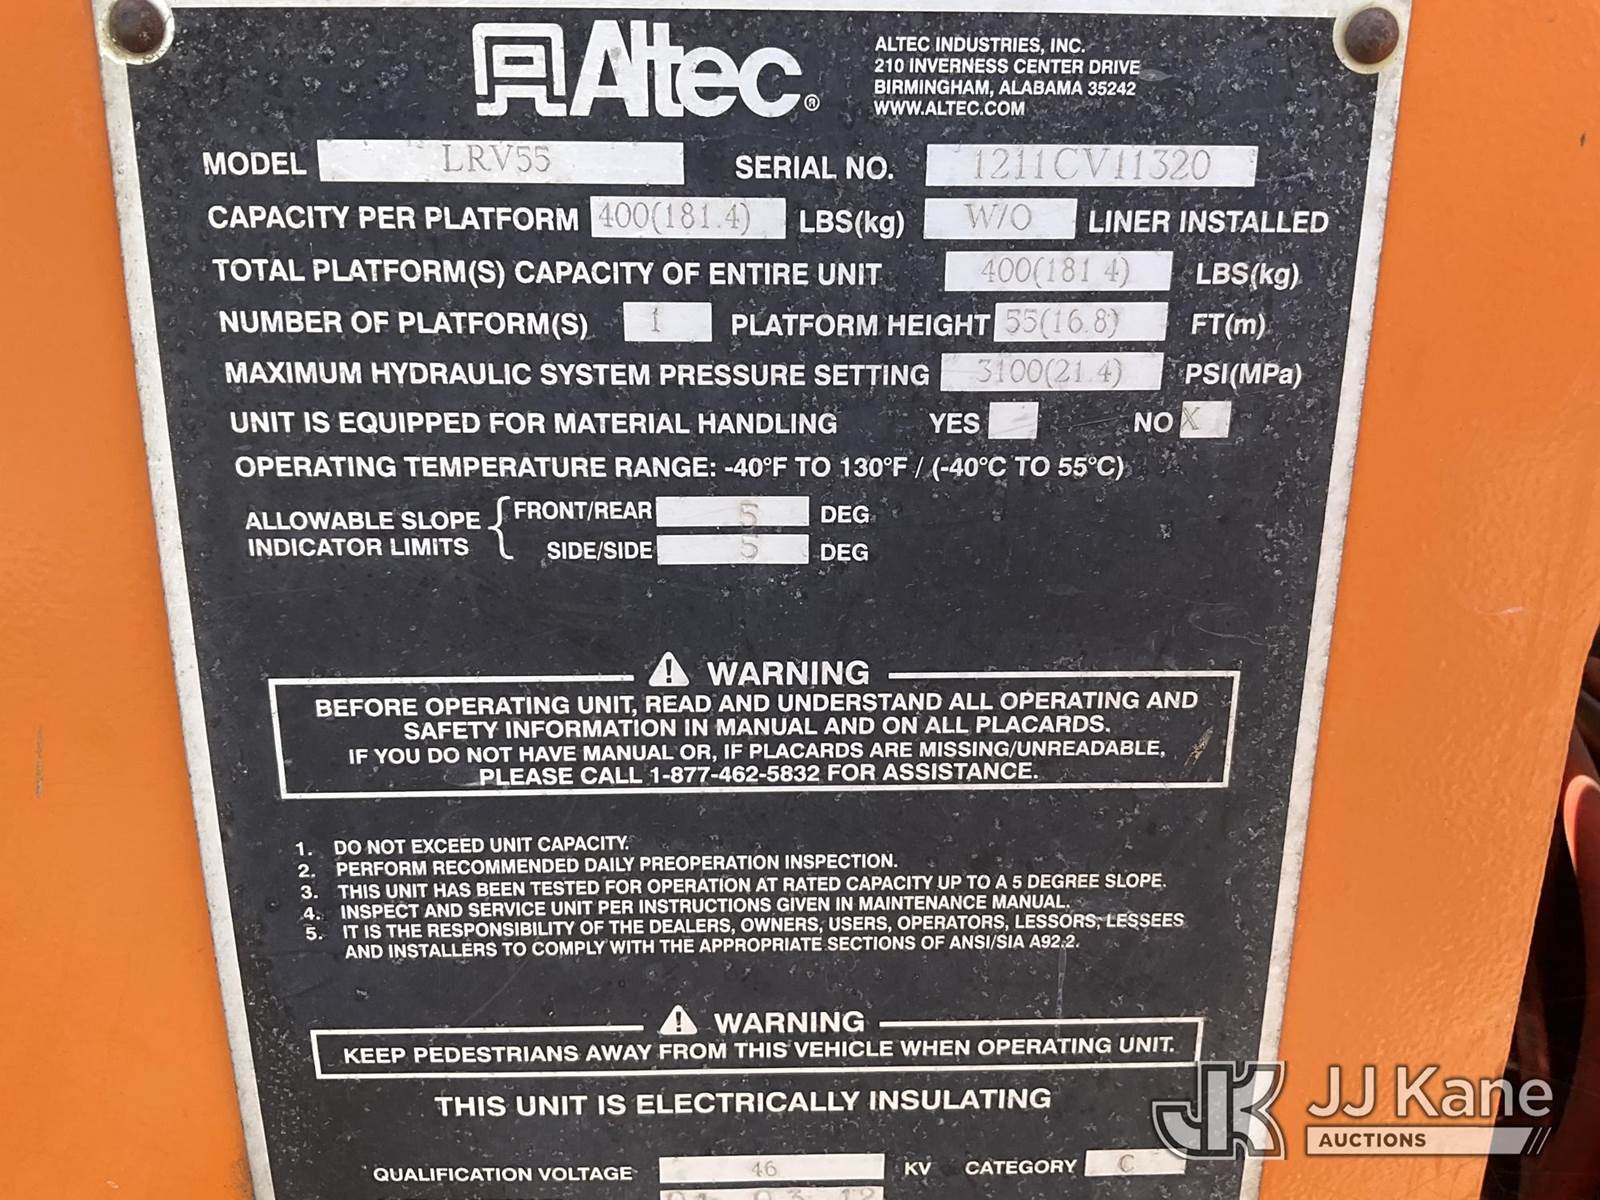 Altec®
ALTEC INDUSTRIES, INC.
210 INVERNESS CENTER DRIVE
BIRMINGHAM, ALABAMA 35242
WWW.ALTEC.COM
MODEL LRV55 SERIAL NO. 1211CV11320
CAPACITY PER PLATFORM 400(181.4) LBS(kg) W/O LINER INSTALLED
TOTAL PLATFORM(S) CAPACITY OF ENTIRE UNIT 400(181 4) LBS(kg)
NUMBER OF PLATFORM(S) 1 PLATFORM HEIGHT 55(16.8) FT(m)
MAXIMUM HYDRAULIC SYSTEM PRESSURE SETTING 3100(21.4) PSI(MPa)
UNIT IS EQUIPPED FOR MATERIAL HANDLING YES NO X
OPERATING TEMPERATURE RANGE: -40°F TO 130°F / (-40°C TO 55°C)
ALLOWABLE SLOPE INDICATOR LIMITS
FRONT/REAR 5 DEG
SIDE/SIDE 5 DEG
WARNING
BEFORE OPERATING UNIT, READ AND UNDERSTAND ALL OPERATING AND
SAFETY INFORMATION IN MANUAL AND ON ALL PLACARDS.
IF YOU DO NOT HAVE MANUAL OR, IF PLACARDS ARE MISSING/UNREADABLE,
PLEASE CALL 1-877-462-5832 FOR ASSISTANCE.
1. DO NOT EXCEED UNIT CAPACITY.
2. PERFORM RECOMMENDED DAILY PREOPERATION INSPECTION.
3. THIS UNIT HAS BEEN TESTED FOR OPERATION AT RATED CAPACITY UP TO A 5 DEGREE SLOPE.
4. INSPECT AND SERVICE UNIT PER INSTRUCTIONS GIVEN IN MAINTENANCE MANUAL.
5. IT IS THE RESPONSIBILITY OF THE DEALERS, OWNERS, USERS, OPERATORS, LESSORS, LESSEES
AND INSTALLERS TO COMPLY WITH THE APPROPRIATE SECTIONS OF ANSI/SIA A92.2.
WARNING
KEEP PEDESTRIANS AWAY FROM THIS VEHICLE WHEN OPERATING UNIT.
THIS UNIT IS ELECTRICALLY INSULATING
QUALIFICATION VOLTAGE 46 KV CATEGORY C
JK JJ Kane
AUCTIONS